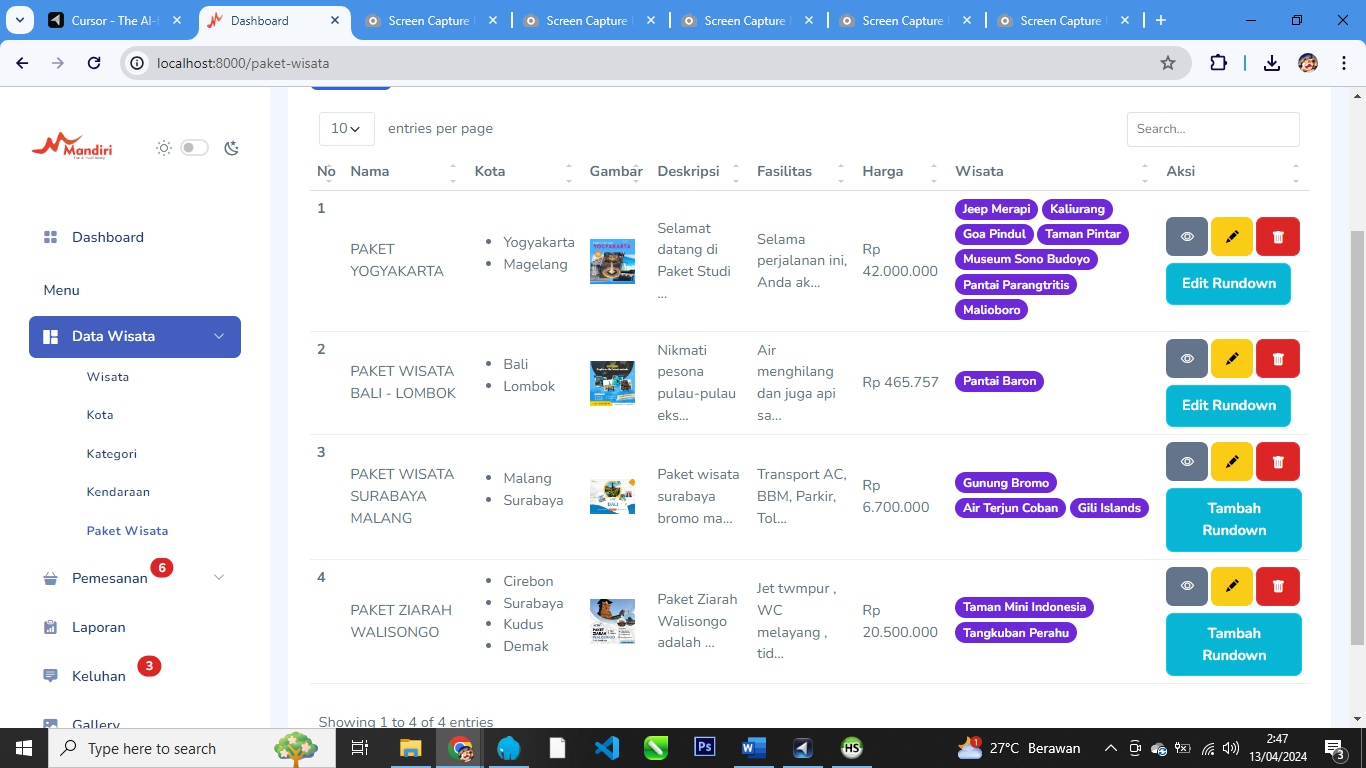 Cursor - The AI-f
Dashboard
Screen Capture
Screen Capture
Screen Capture
Screen Capture
Screen Capture
localhost:8000/paket-wisata
Mandiri
10 entries per page
Search...
No Nama Kota Gambar Deskripsi Fasilitas Harga Wisata Aksi
Dashboard
Menu
Data Wisata
Wisata
Kota
Kategori
Kendaraan
Paket Wisata
Pemesanan 6
Laporan
Keluhan 3
Gallery
1
PAKET
YOGYAKARTA
Yogyakarta
Magelang
YOGYAKARTA
Selamat
datang di
Paket Studi
...
Selama
perjalanan ini,
Anda ak...
Rp
42.000.000
Jeep Merapi Kaliurang
Goa Pindul Taman Pintar
Museum Sono Budoyo
Pantai Parangtritis
Malioboro
Edit Rundown
2
PAKET WISATA
BALI - LOMBOK
Bali
Lombok
Nikmati
pesona
pulau-pulau
eks...
Air
menghilang
dan juga api
sa...
Rp 465.757
Pantai Baron
Edit Rundown
3
PAKET WISATA
SURABAYA
MALANG
Malang
Surabaya
BALI
Paket wisata
surabaya
bromo ma...
Transport AC,
BBM, Parkir,
Tol...
Rp
6.700.000
Gunung Bromo
Air Terjun Coban Gili Islands
Tambah
Rundown
4
PAKET ZIARAH
WALISONGO
Cirebon
Surabaya
Kudus
Demak
Paket Ziarah
Walisongo
adalah ...
Jet twmpur ,
WC
melayang ,
tid...
Rp
20.500.000
Taman Mini Indonesia
Tangkuban Perahu
Tambah
Rundown
Showing 1 to 4 of 4 entries
Type here to search
Ps
HS
1
27°C Berawan
2:47
13/04/2024
3